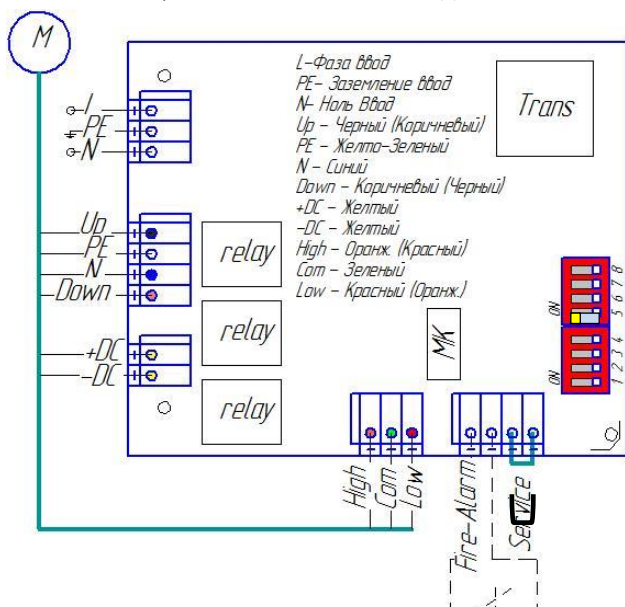 M
L-Фаза ввод
PE- Заземление ввод
N- Ноль Ввод
Up - Черный (Коричневый)
PE - Желто-Зеленый
N - Синий
Down - Коричневый (Черный)
+DC - Желтый
-DC - Желтый
High - Оранж. (Красный)
Com - Зеленый
Low - Красный (Оранж.)
Trans
L
PE
N
Up
PE
N
Down
+DC
-DC
relay
relay
relay
MK
ON
5 6 7 8
ON
1 2 3 4
High
Com
Low
Fire-Alarm
Service